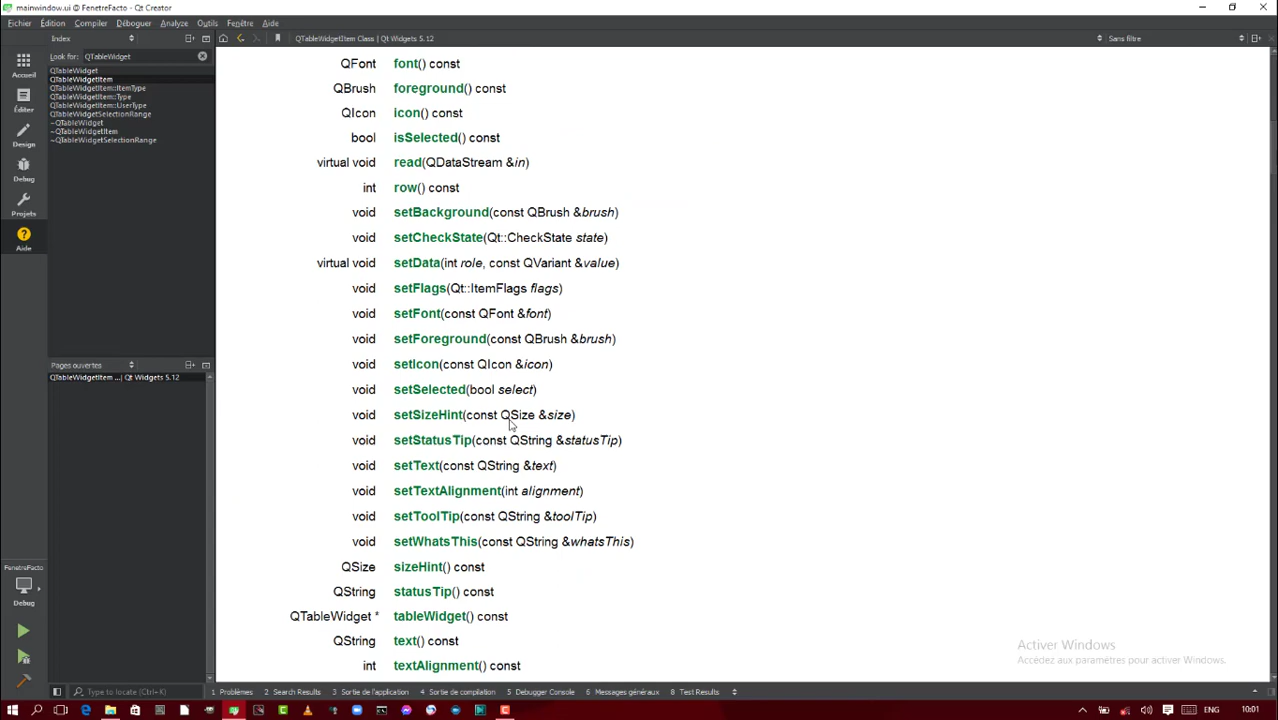 mainwindow.ui @ FenetreFacto - Qt Creator
Fichier Édition Compiler Déboguer Analyze Outils Fenêtre Aide
Index
QTableWidgetItem Class | Qt Widgets 5.12
Sans filtre
Look for: QTableWidget
QTableWidget
QTableWidgetItem
QTableWidgetItem::ItemType
QTableWidgetItem::Type
QTableWidgetItem::UserType
QTableWidgetSelectionRange
~QTableWidget
~QTableWidgetItem
~QTableWidgetSelectionRange
Accueil
Éditer
Design
Debug
Projets
Aide
QFont font() const
QBrush foreground() const
QIcon icon() const
bool isSelected() const
virtual void read(QDataStream &in)
int row() const
void setBackground(const QBrush &brush)
void setCheckState(Qt::CheckState state)
virtual void setData(int role, const QVariant &value)
void setFlags(Qt::ItemFlags flags)
void setFont(const QFont &font)
void setForeground(const QBrush &brush)
void setIcon(const QIcon &icon)
void setSelected(bool select)
void setSizeHint(const QSize &size)
void setStatusTip(const QString &statusTip)
void setText(const QString &text)
void setTextAlignment(int alignment)
void setToolTip(const QString &toolTip)
void setWhatsThis(const QString &whatsThis)
QSize sizeHint() const
QString statusTip() const
QTableWidget * tableWidget() const
QString text() const
int textAlignment() const
Pages ouvertes
QTableWidgetItem ...| Qt Widgets 5.12
FenetreFacto
Debug
Activer Windows
Accédez aux paramètres pour activer Windows.
Type to locate (Ctrl+K)
1 Problèmes 2 Search Results 3 Sortie de l'application 4 Sortie de compilation 5 Debugger Console 6 Messages généraux 8 Test Results
ENG 10:01